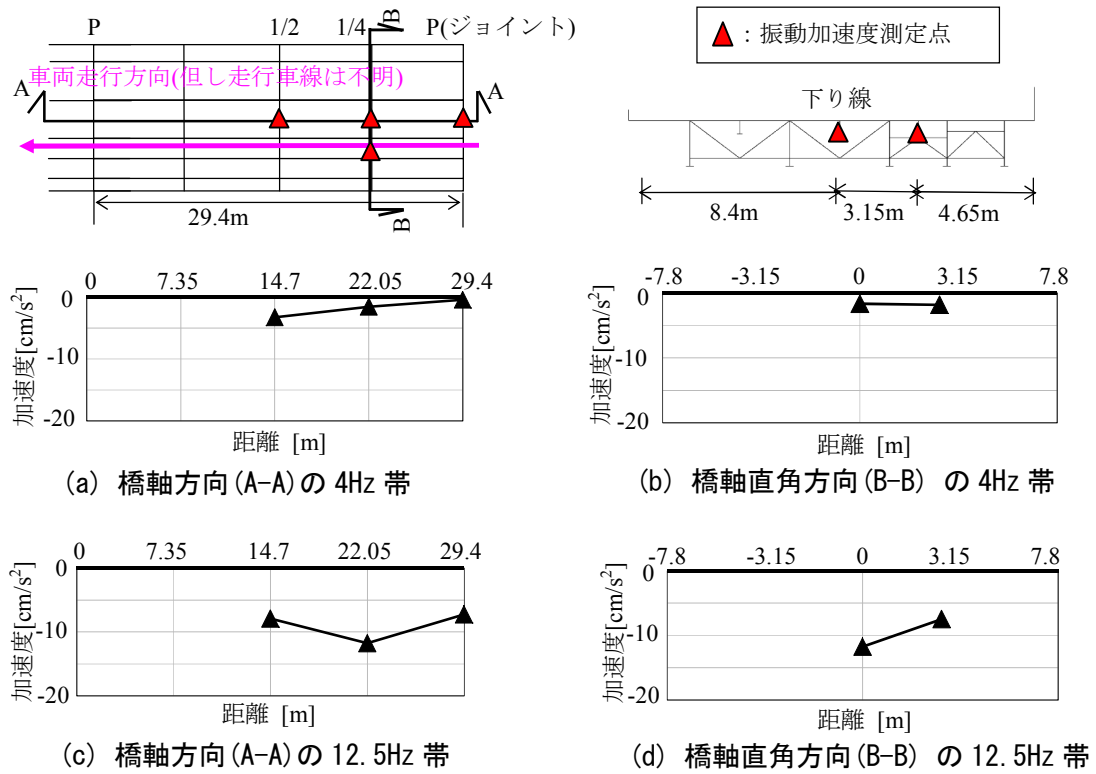 P 1/2 1/4 B P(ジョイント)
車両走行方向(但し走行車線は不明)
A A
29.4m
B
：振動加速度測定点
下り線
8.4m 3.15m 4.65m
0 7.35 14.7 22.05 29.4
0
-10
-20
加速度[cm/s²]
距離 [m]
(a) 橋軸方向(A-A)の 4Hz 帯
-7.8 -3.15 0 3.15 7.8
0
-10
-20
加速度[cm/s²]
距離 [m]
(b) 橋軸直角方向(B-B) の 4Hz 帯
0 7.35 14.7 22.05 29.4
0
-10
-20
加速度[cm/s²]
距離 [m]
(c) 橋軸方向(A-A)の 12.5Hz 帯
-7.8 -3.15 0 3.15 7.8
0
-10
-20
加速度[cm/s²]
距離 [m]
(d) 橋軸直角方向(B-B) の 12.5Hz 帯